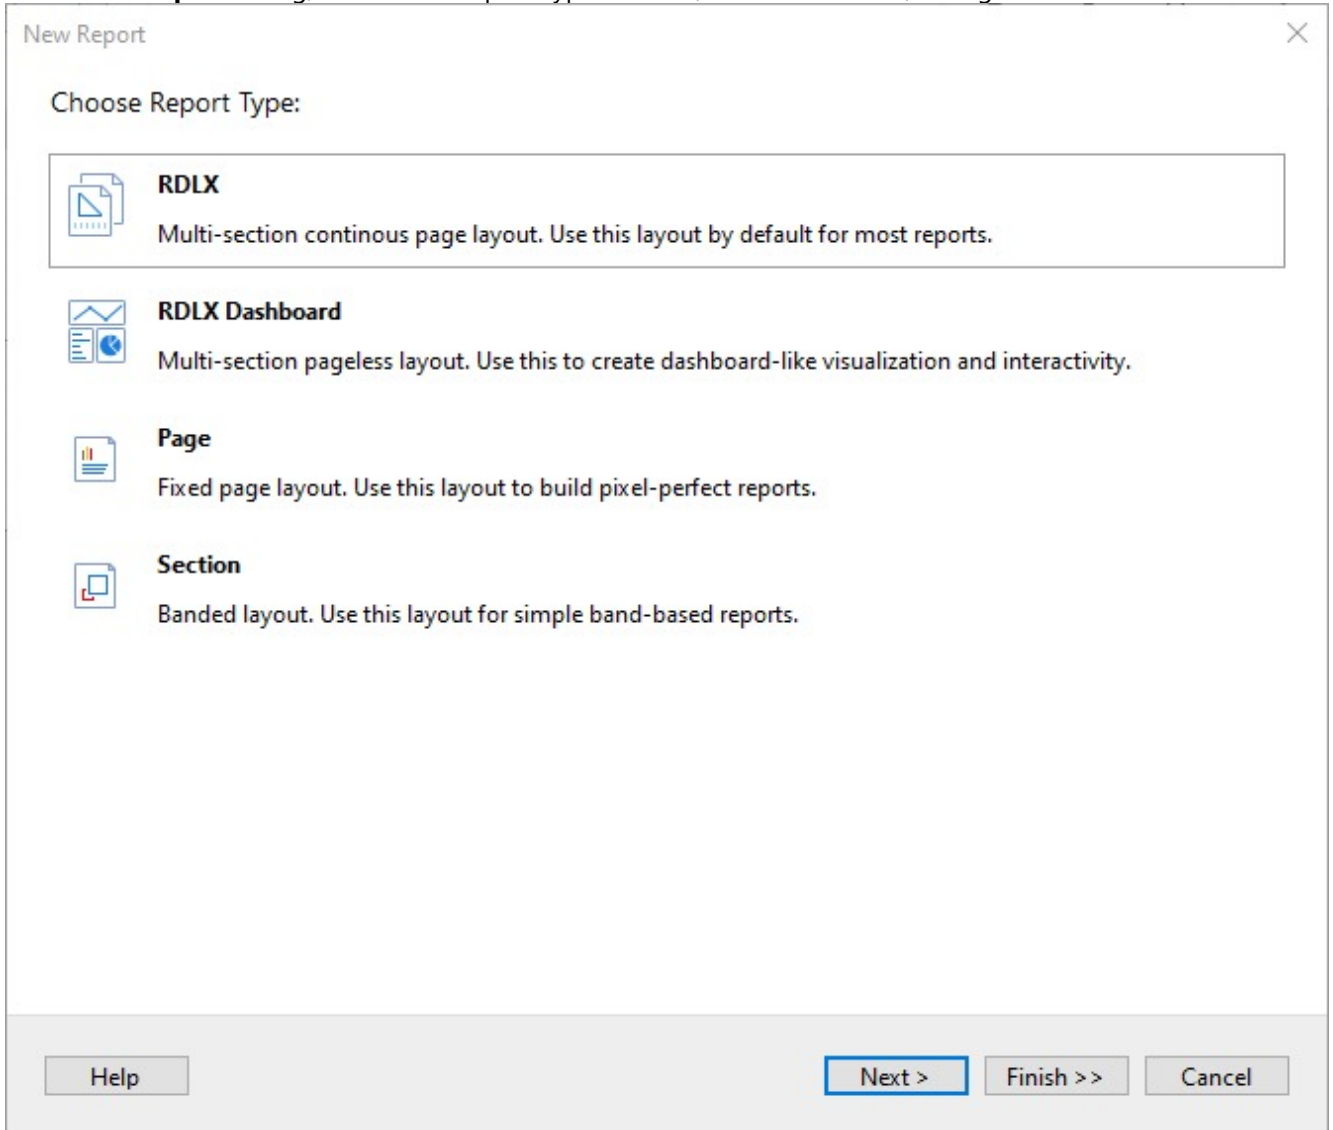 New Report
Choose Report Type:
RDLX
Multi-section continous page layout. Use this layout by default for most reports.
RDLX Dashboard
Multi-section pageless layout. Use this to create dashboard-like visualization and interactivity.
Page
Fixed page layout. Use this layout to build pixel-perfect reports.
Section
Banded layout. Use this layout for simple band-based reports.
Help
Next >
Finish >>
Cancel